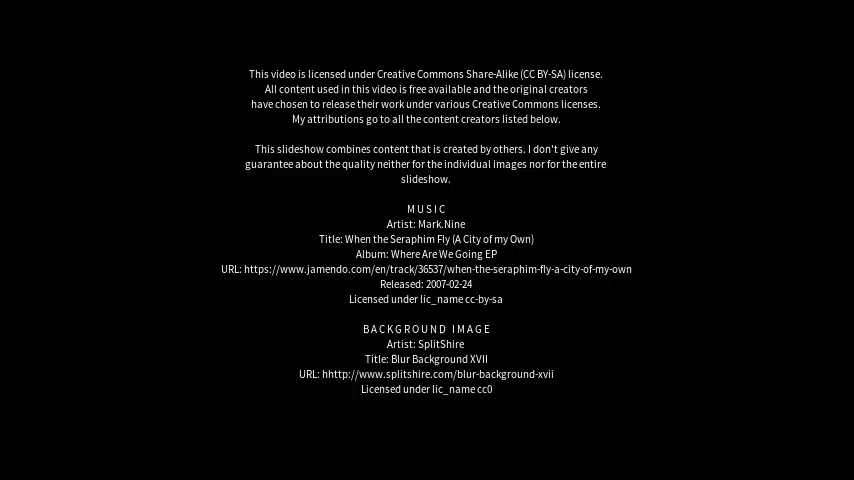 This video is licensed under Creative Commons Share-Alike (CC BY-SA) license.
All content used in this video is free available and the original creators
have chosen to release their work under various Creative Commons licenses.
My attributions go to all the content creators listed below.
This slideshow combines content that is created by others. I don't give any
guarantee about the quality neither for the individual images nor for the entire
slideshow.
MUSIC
Artist: Mark.Nine
Title: When the Seraphim Fly (A City of my Own)
Album: Where Are We Going EP
URL: https://www.jamendo.com/en/track/36537/when-the-seraphim-fly-a-city-of-my-own
Released: 2007-02-24
Licensed under lic_name cc-by-sa
BACKGROUND IMAGE
Artist: SplitShire
Title: Blur Background XVII
URL: hhttp://www.splitshire.com/blur-background-xvii
Licensed under lic_name cc0